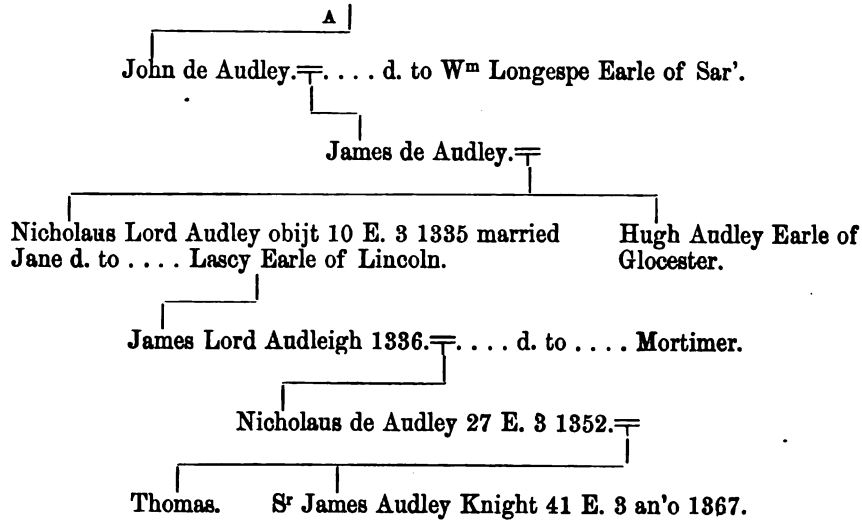 A
John de Audley. . . . . d. to Wᵐ Longespe Earle of Sar'.
James de Audley.
Nicholaus Lord Audley obijt 10 E. 3 1335 married
Jane d. to . . . . Lascy Earle of Lincoln.
Hugh Audley Earle of
Glocester.
James Lord Audleigh 1336. . . . . d. to . . . . Mortimer.
Nicholaus de Audley 27 E. 3 1352.
Thomas.
Sʳ James Audley Knight 41 E. 3 an'o 1367.